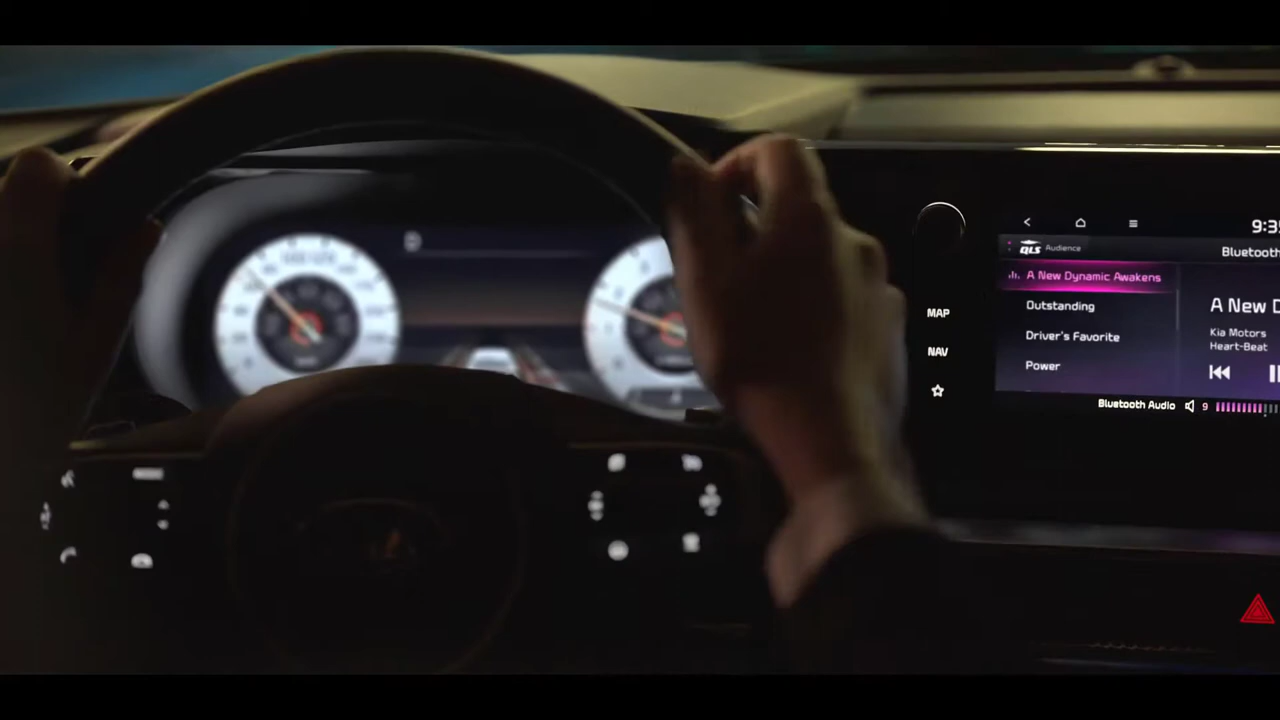 9:3
QLS Audience
Bluetooth
A New Dynamic Awakens
Outstanding
A New D
MAP
Driver's Favorite
Kia Motors
Heart-Beat
NAV
Power
Bluetooth Audio 9